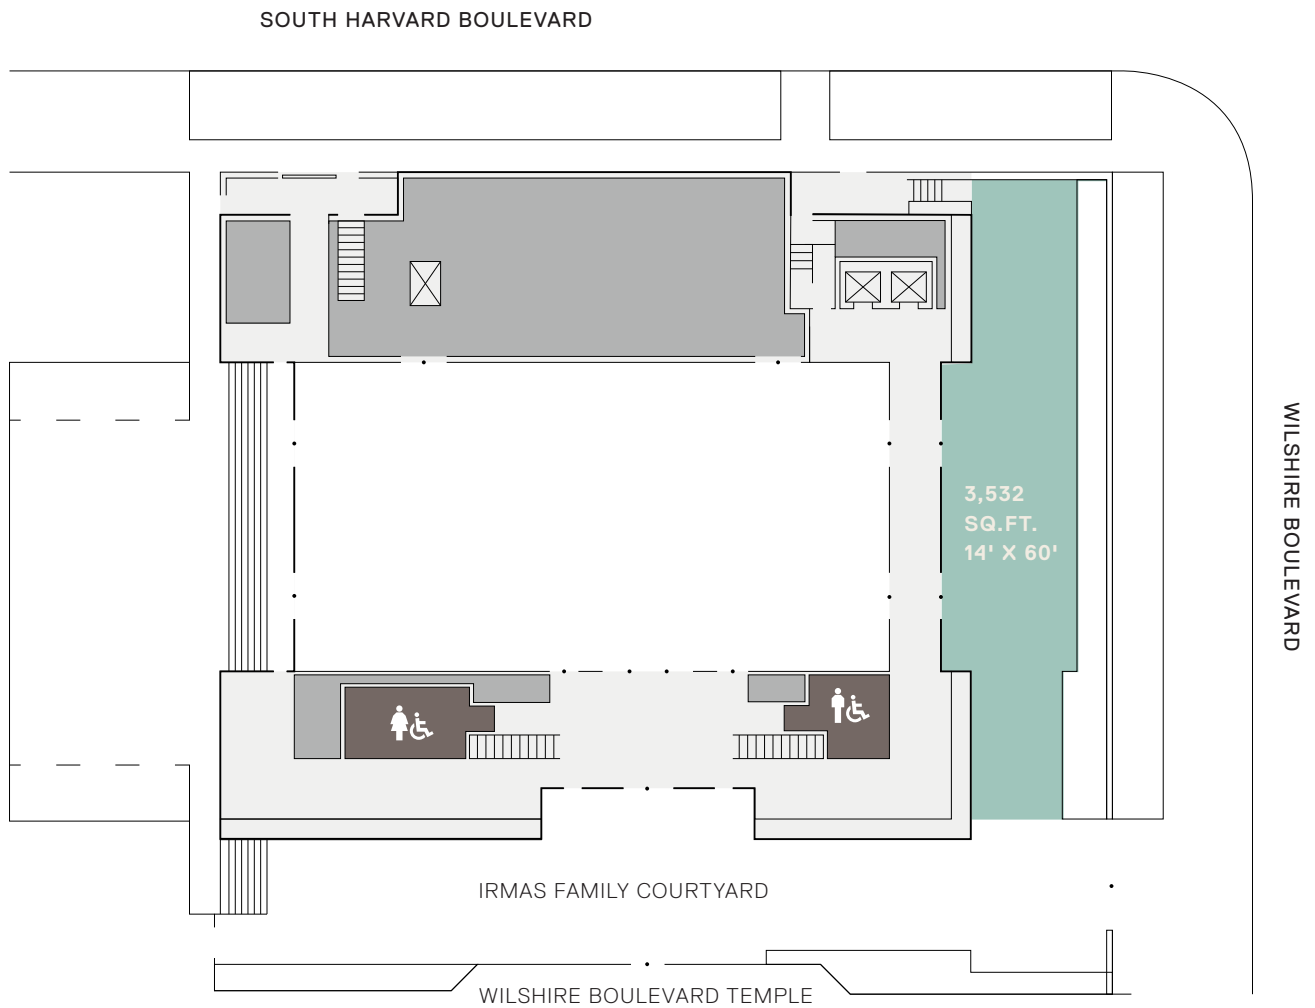 SOUTH HARVARD BOULEVARD
WILSHIRE BOULEVARD
3,532
SQ.FT.
14' X 60'
IRMAS FAMILY COURTYARD
WILSHIRE BOULEVARD TEMPLE